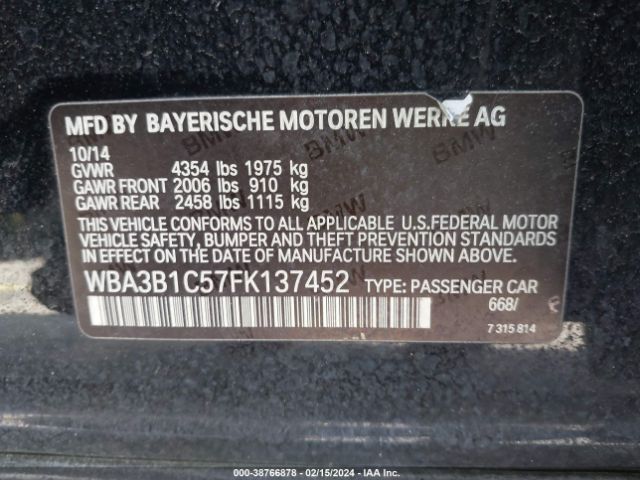 MFD BY BAYERISCHE MOTOREN WERKE AG
10/14
GVWR 4354 lbs 1975 kg
GAWR FRONT 2006 lbs 910 kg
GAWR REAR 2458 lbs 1115 kg
THIS VEHICLE CONFORMS TO ALL APPLICABLE U.S.FEDERAL MOTOR
VEHICLE SAFETY, BUMPER AND THEFT PREVENTION STANDARDS
IN EFFECT ON THE DATE OF MANUFACTURE SHOWN ABOVE.
WBA3B1C57FK137452 TYPE: PASSENGER CAR
668/
7 315 814
000-38766878 - 02/15/2024 - IAA Inc.